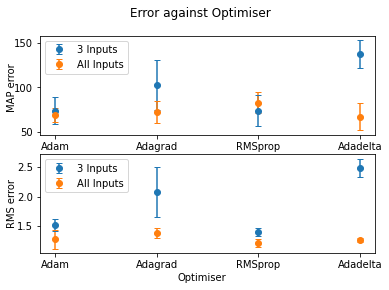 Error against Optimiser
MAP error
150
100
50
3 Inputs
All Inputs
Adam Adagrad RMSprop Adadelta
RMS error
2.5
2.0
1.5
3 Inputs
All Inputs
Adam Adagrad RMSprop Adadelta
Optimiser